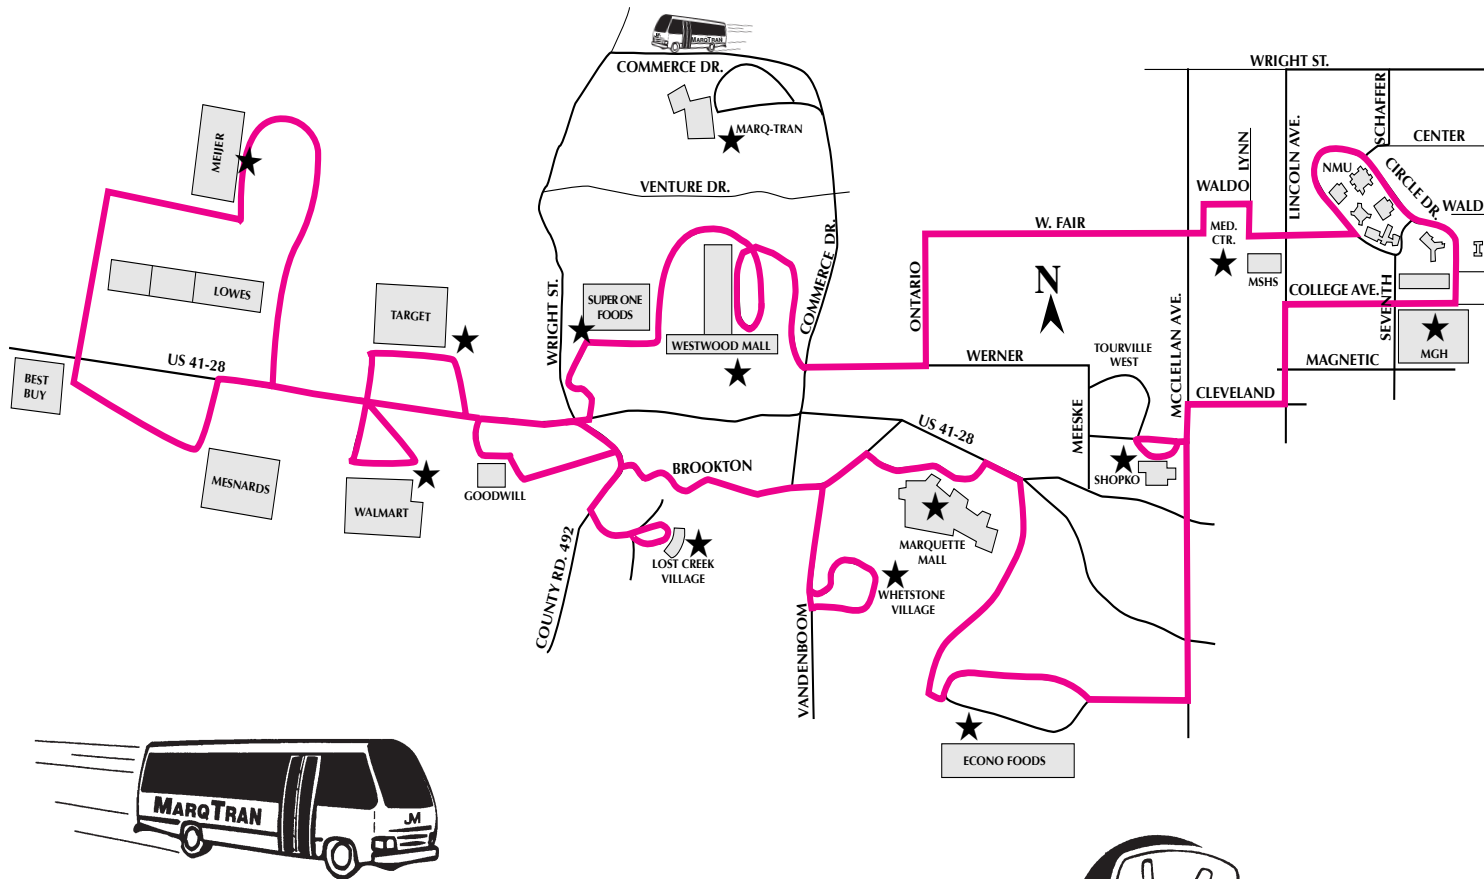 MARQTRAN
COMMERCE DR.
WRIGHT ST.
SCHAFFER
MARQ-TRAN
CENTER
MEIJER
LYNN
LINCOLN AVE.
NMU
CIRCLE DR.
VENTURE DR.
WALDO
WALD
W. FAIR
MED.
CTR.
COMMERCE DR.
N
MSHS
LOWES
ONTARIO
COLLEGE AVE.
SEVENTH
SUPER ONE
FOODS
TARGET
WRIGHT ST.
WESTWOOD MALL
MCCLELLAN AVE.
TOURVILLE
WEST
MGH
WERNER
MAGNETIC
US 41-28
BEST
BUY
CLEVELAND
MEESKE
US 41-28
BROOKTON
SHOPKO
MESNARDS
GOODWILL
WALMART
MARQUETTE
MALL
LOST CREEK
VILLAGE
WHETSTONE
VILLAGE
COUNTY RD. 492
VANDENBOOM
ECONO FOODS
MARQTRAN
JM